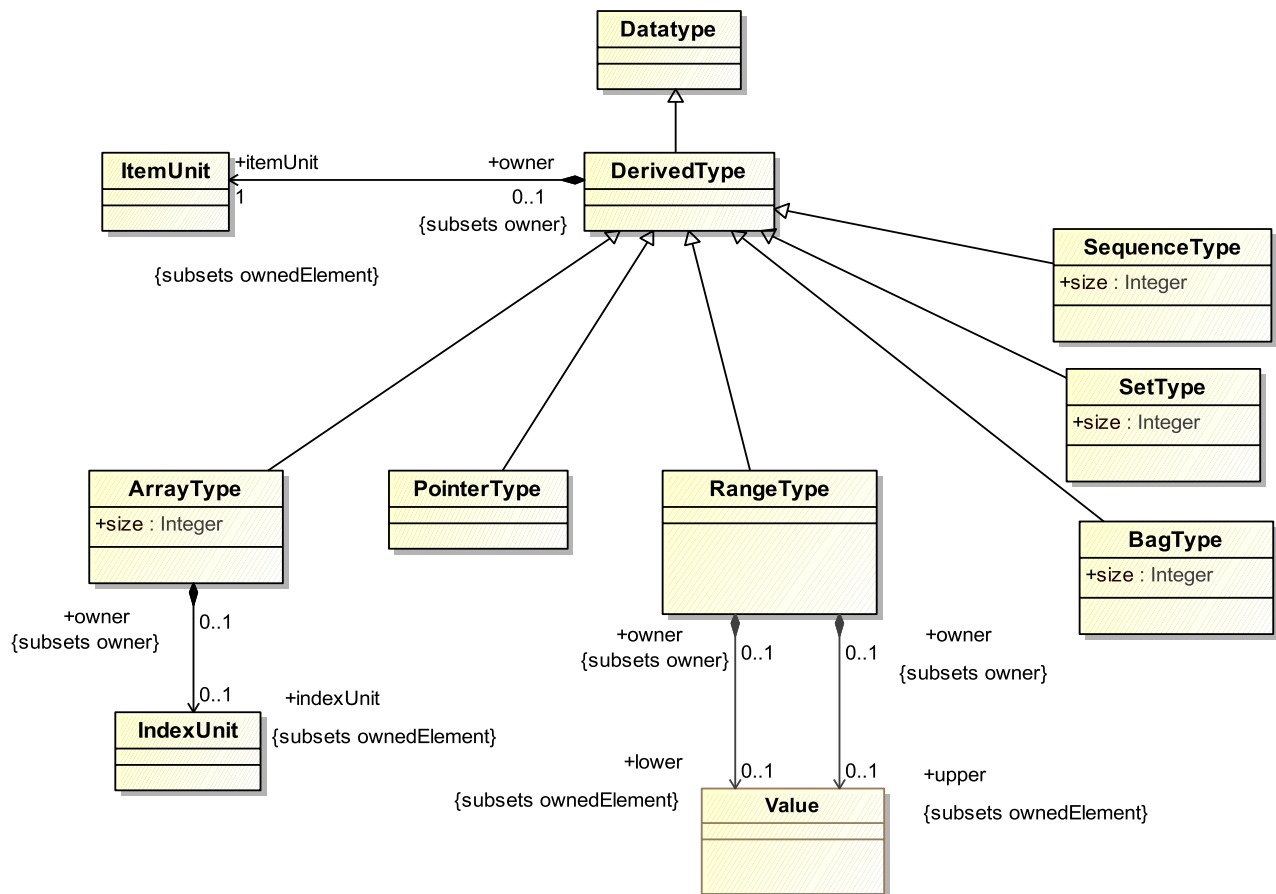 Datatype
ItemUnit
+itemUnit
+owner
DerivedType
1
0..1
{subsets owner}
{subsets ownedElement}
SequenceType
+size : Integer
SetType
+size : Integer
ArrayType
+size : Integer
PointerType
RangeType
BagType
+size : Integer
+owner
{subsets owner}
0..1
+owner
{subsets owner}
0..1
0..1
+owner
{subsets owner}
0..1
+indexUnit
{subsets ownedElement}
IndexUnit
+lower
{subsets ownedElement}
0..1
0..1
+upper
{subsets ownedElement}
Value